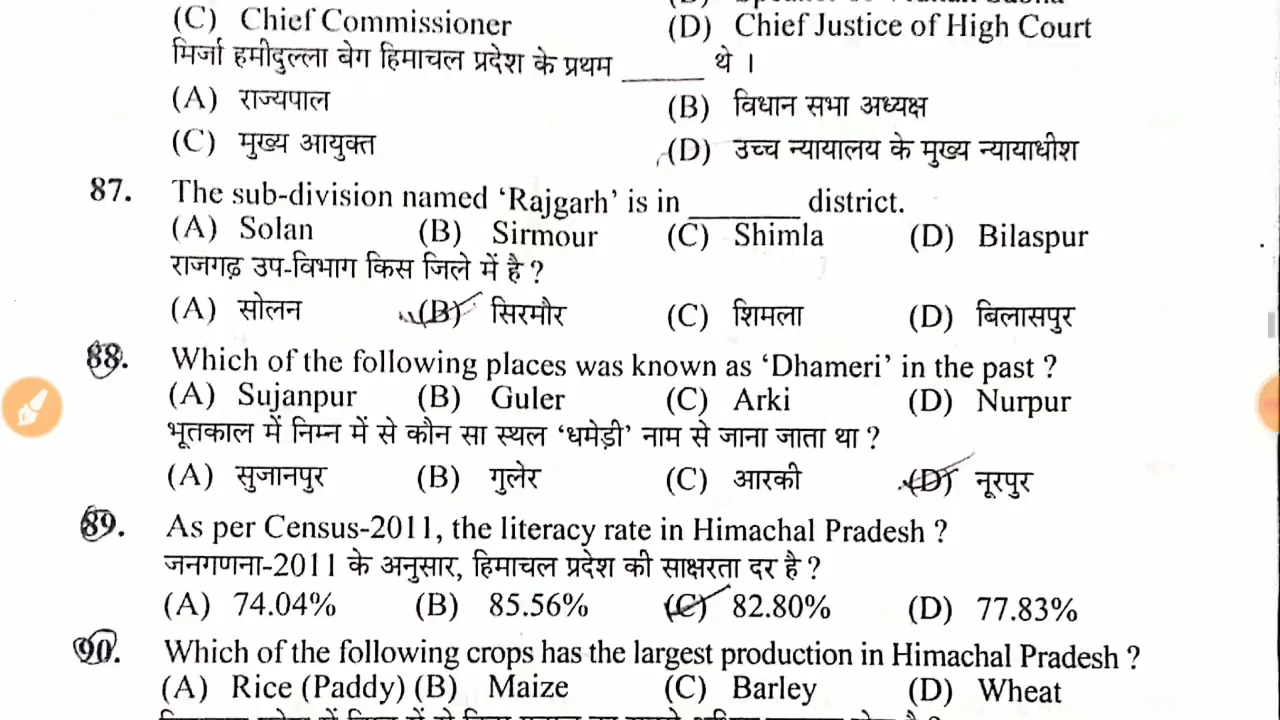 (C) Chief Commissioner (D) Chief Justice of High Court
मिर्जा हमीदुल्ला बेग हिमाचल प्रदेश के प्रथम ______ थे ।
(A) राज्यपाल (B) विधान सभा अध्यक्ष
(C) मुख्य आयुक्त (D) उच्च न्यायालय के मुख्य न्यायाधीश
87. The sub-division named ‘Rajgarh’ is in ________ district.
(A) Solan (B) Sirmour (C) Shimla (D) Bilaspur
राजगढ़ उप-विभाग किस जिले में है ?
(A) सोलन (B) सिरमौर (C) शिमला (D) बिलासपुर
88. Which of the following places was known as ‘Dhameri’ in the past ?
(A) Sujanpur (B) Guler (C) Arki (D) Nurpur
भूतकाल में निम्न में से कौन सा स्थल ‘धमेड़ी’ नाम से जाना जाता था ?
(A) सुजानपुर (B) गुलेर (C) आरकी (D) नूरपुर
89. As per Census-2011, the literacy rate in Himachal Pradesh ?
जनगणना-2011 के अनुसार, हिमाचल प्रदेश की साक्षरता दर है ?
(A) 74.04% (B) 85.56% (C) 82.80% (D) 77.83%
90. Which of the following crops has the largest production in Himachal Pradesh ?
(A) Rice (Paddy) (B) Maize (C) Barley (D) Wheat